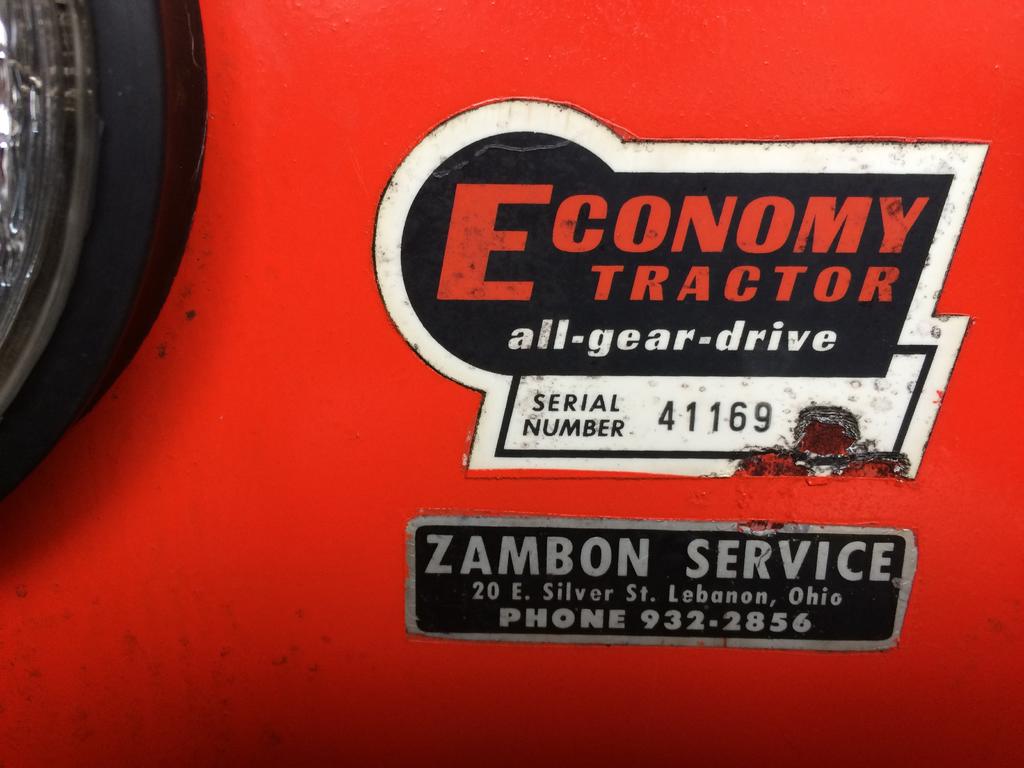 ECONOMY
TRACTOR
all-gear-drive
SERIAL
NUMBER 41169
ZAMBON SERVICE
20 E. Silver St. Lebanon, Ohio
PHONE 932-2856